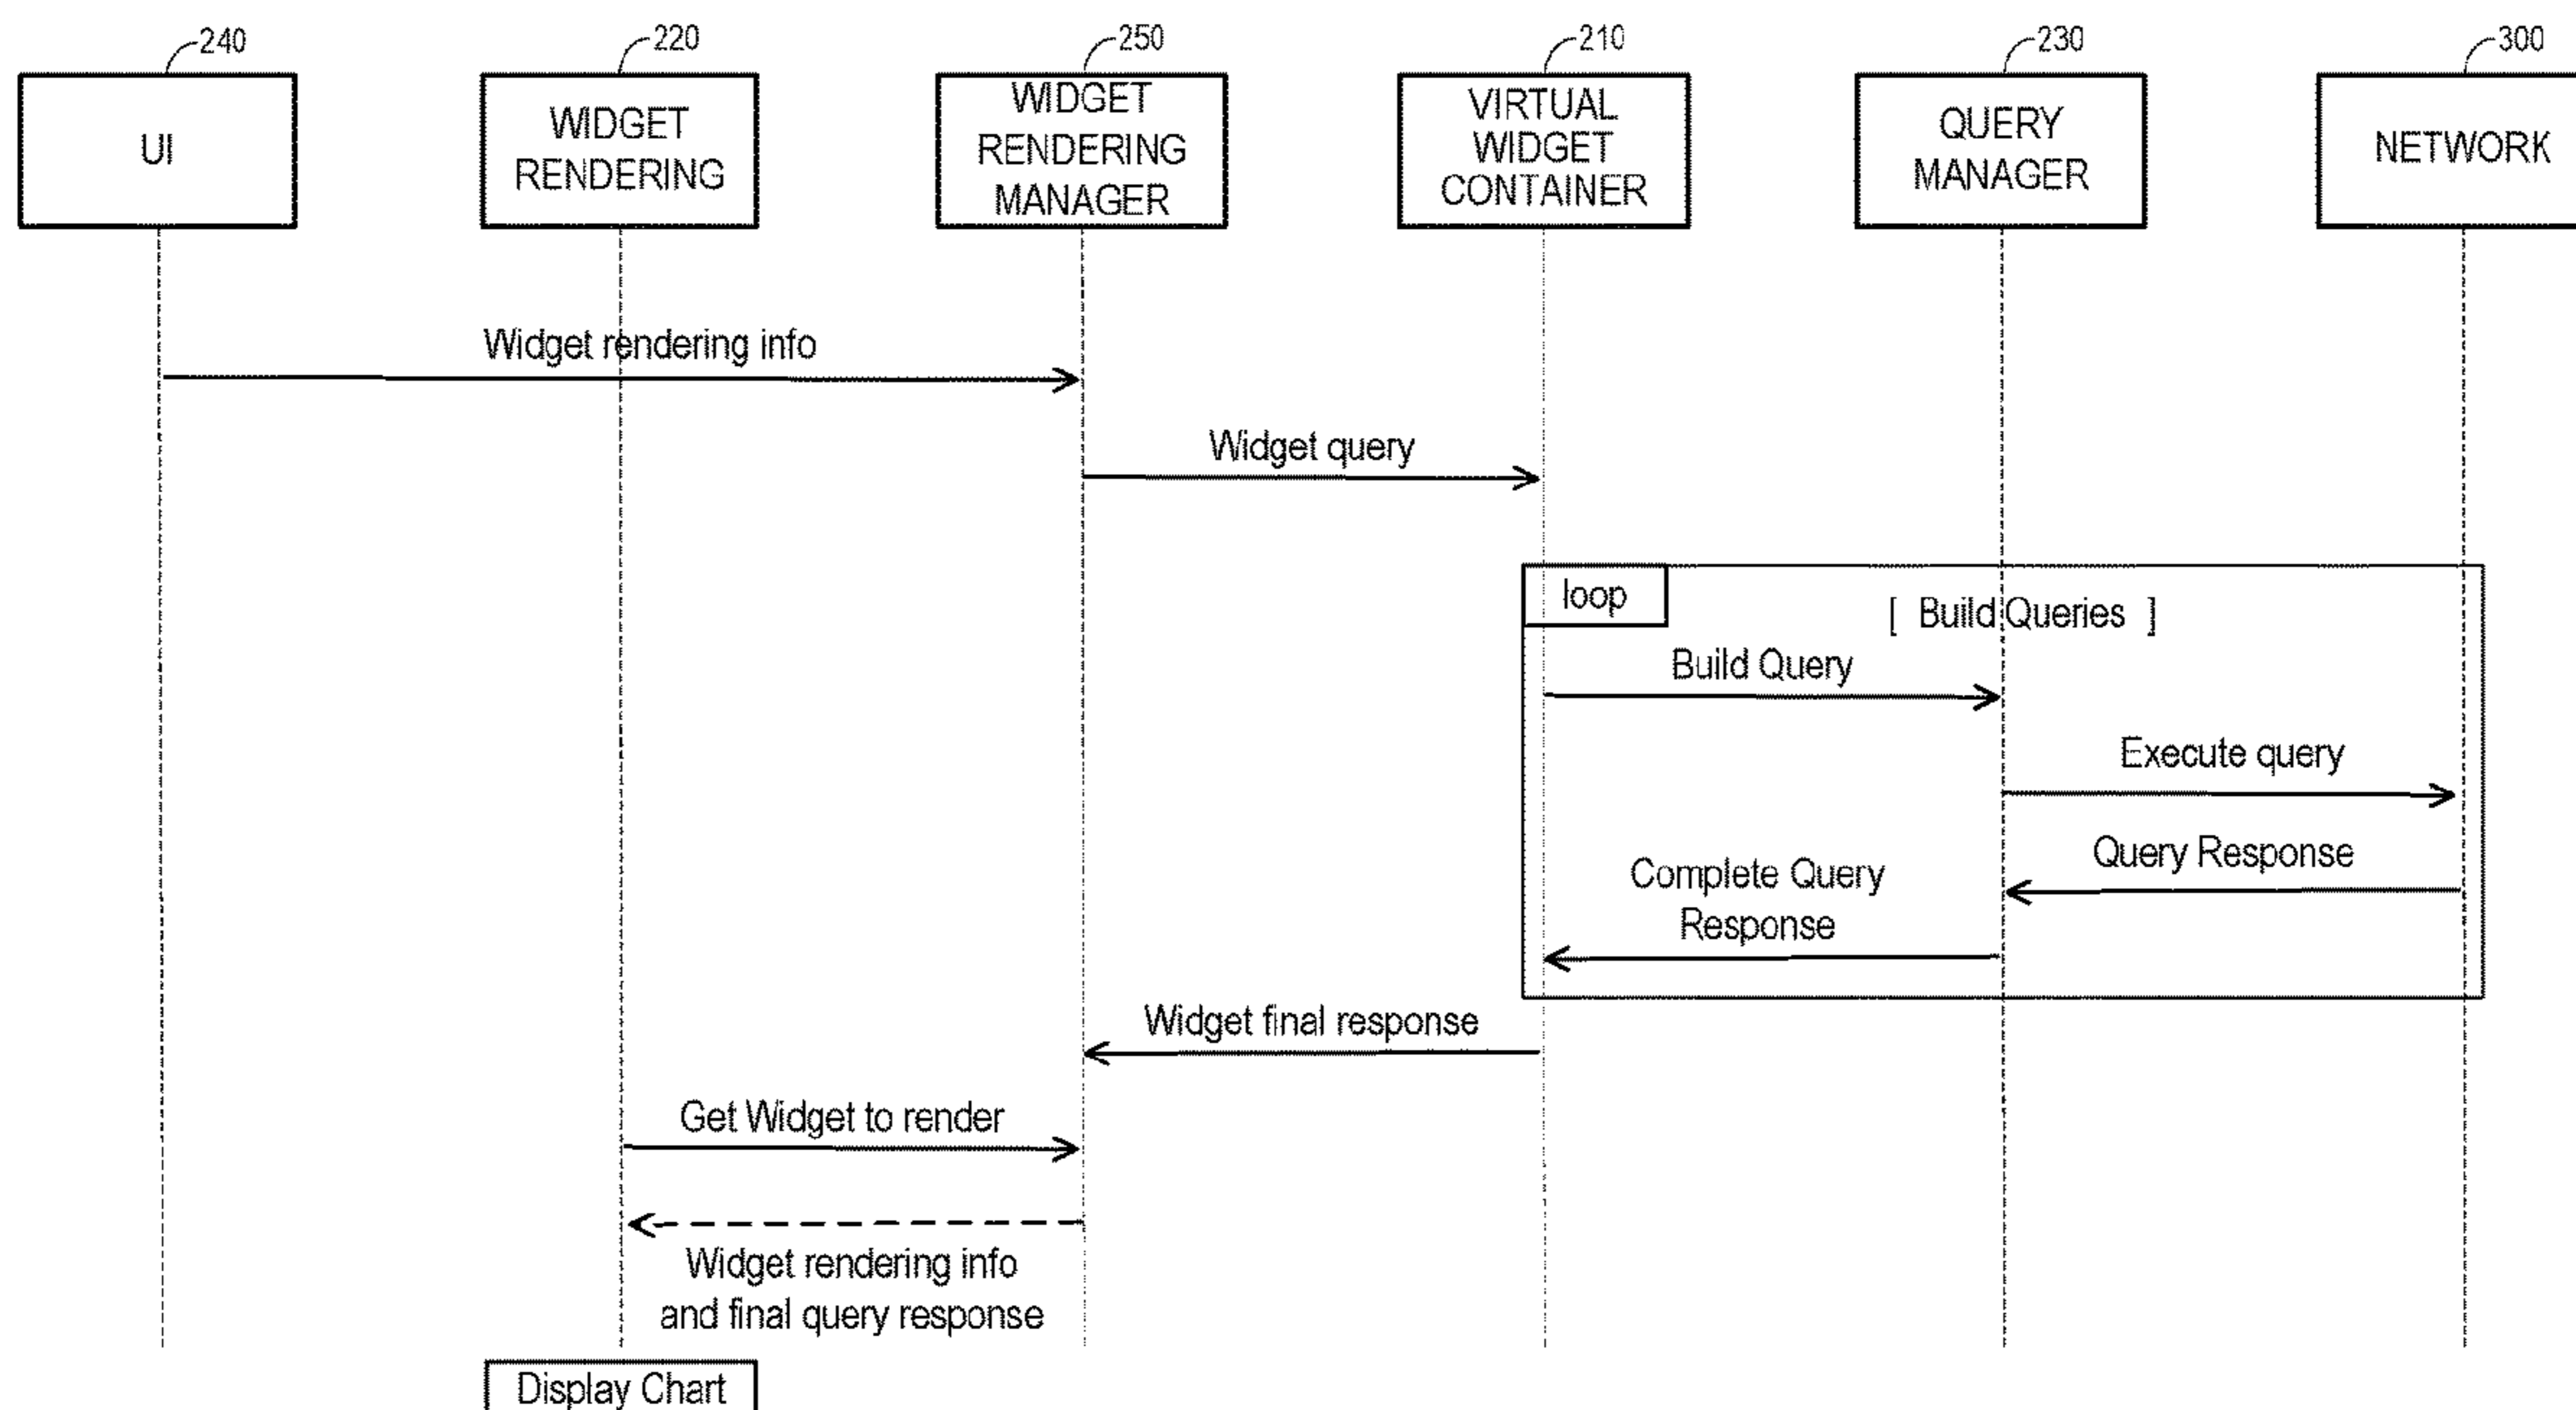 240
220
250
210
230
300
UI
WIDGET
RENDERING
WIDGET
RENDERING
MANAGER
VIRTUAL
WIDGET
CONTAINER
QUERY
MANAGER
NETWORK
Widget rendering info
Widget query
loop
[ Build Queries ]
Build Query
Execute query
Query Response
Complete Query
Response
Widget final response
Get Widget to render
Widget rendering info
and final query response
Display Chart